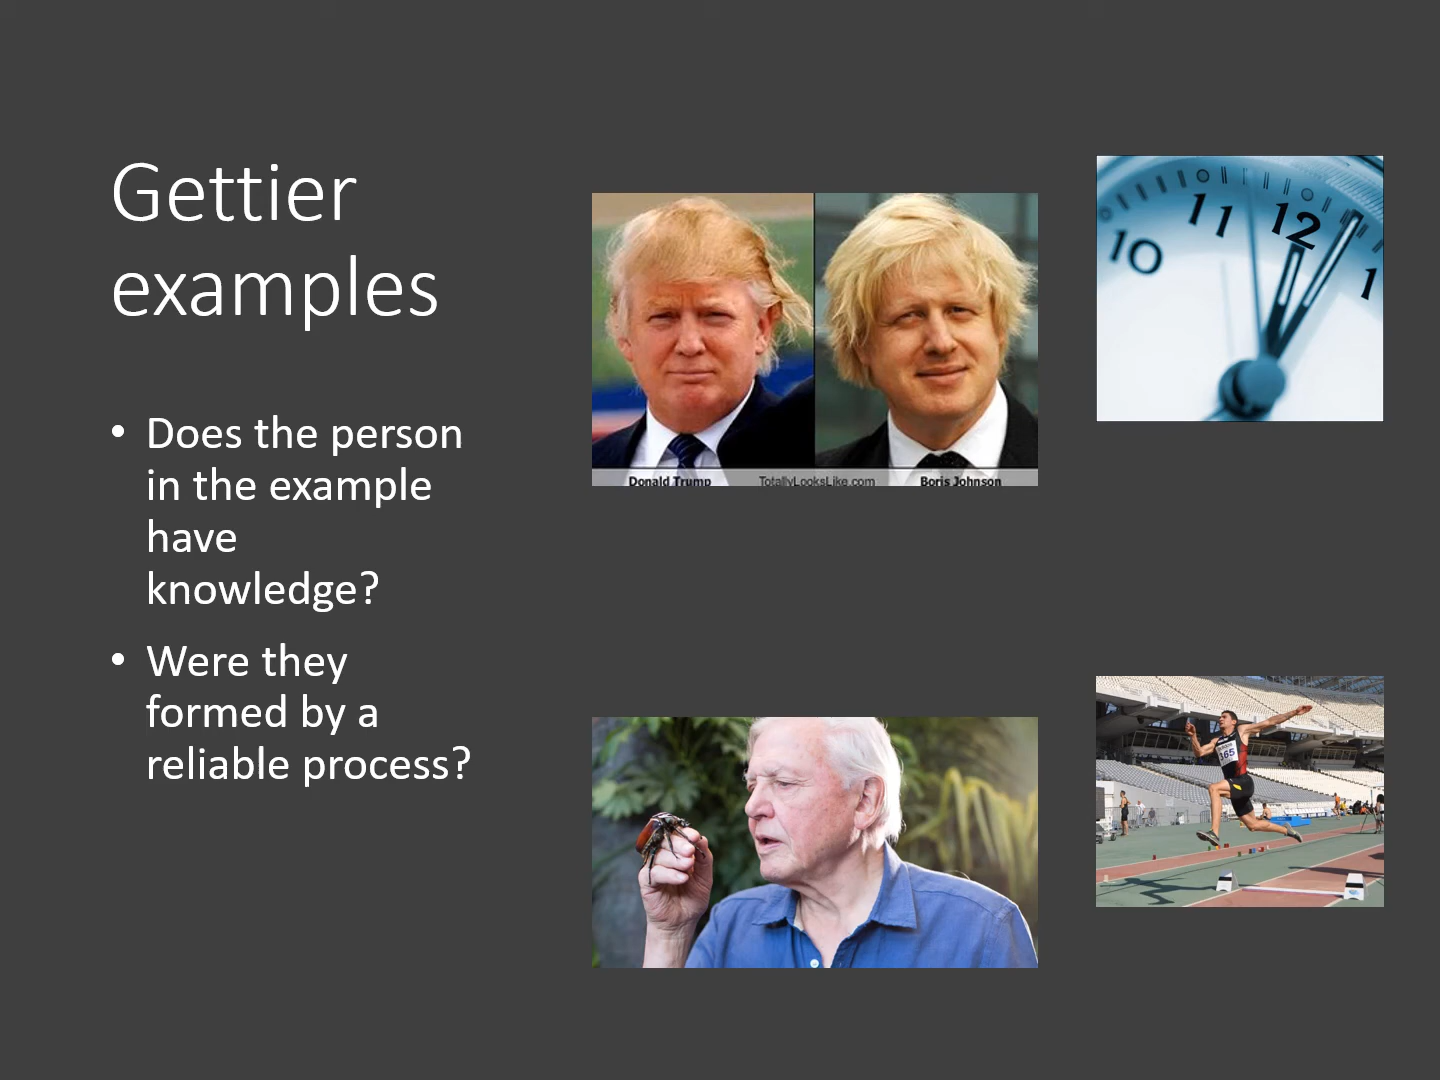 Gettier
examples
• Does the person
in the example
have
knowledge?
• Were they
formed by a
reliable process?
Donald Trump TotallyLooksLike.com Boris Johnson
10 11 12 1
365